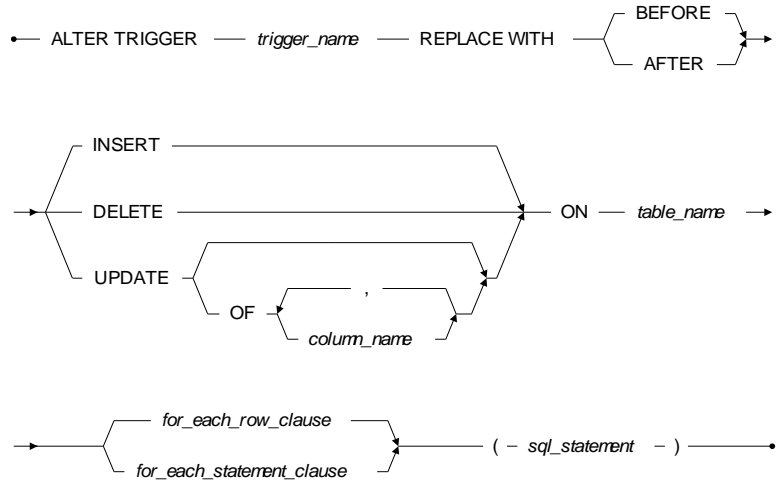 BEFORE
ALTER TRIGGER trigger_name REPLACE WITH
AFTER
INSERT
DELETE ON table_name
UPDATE
OF ,
column_name
for_each_row_clause
( sql_statement )
for_each_statement_clause